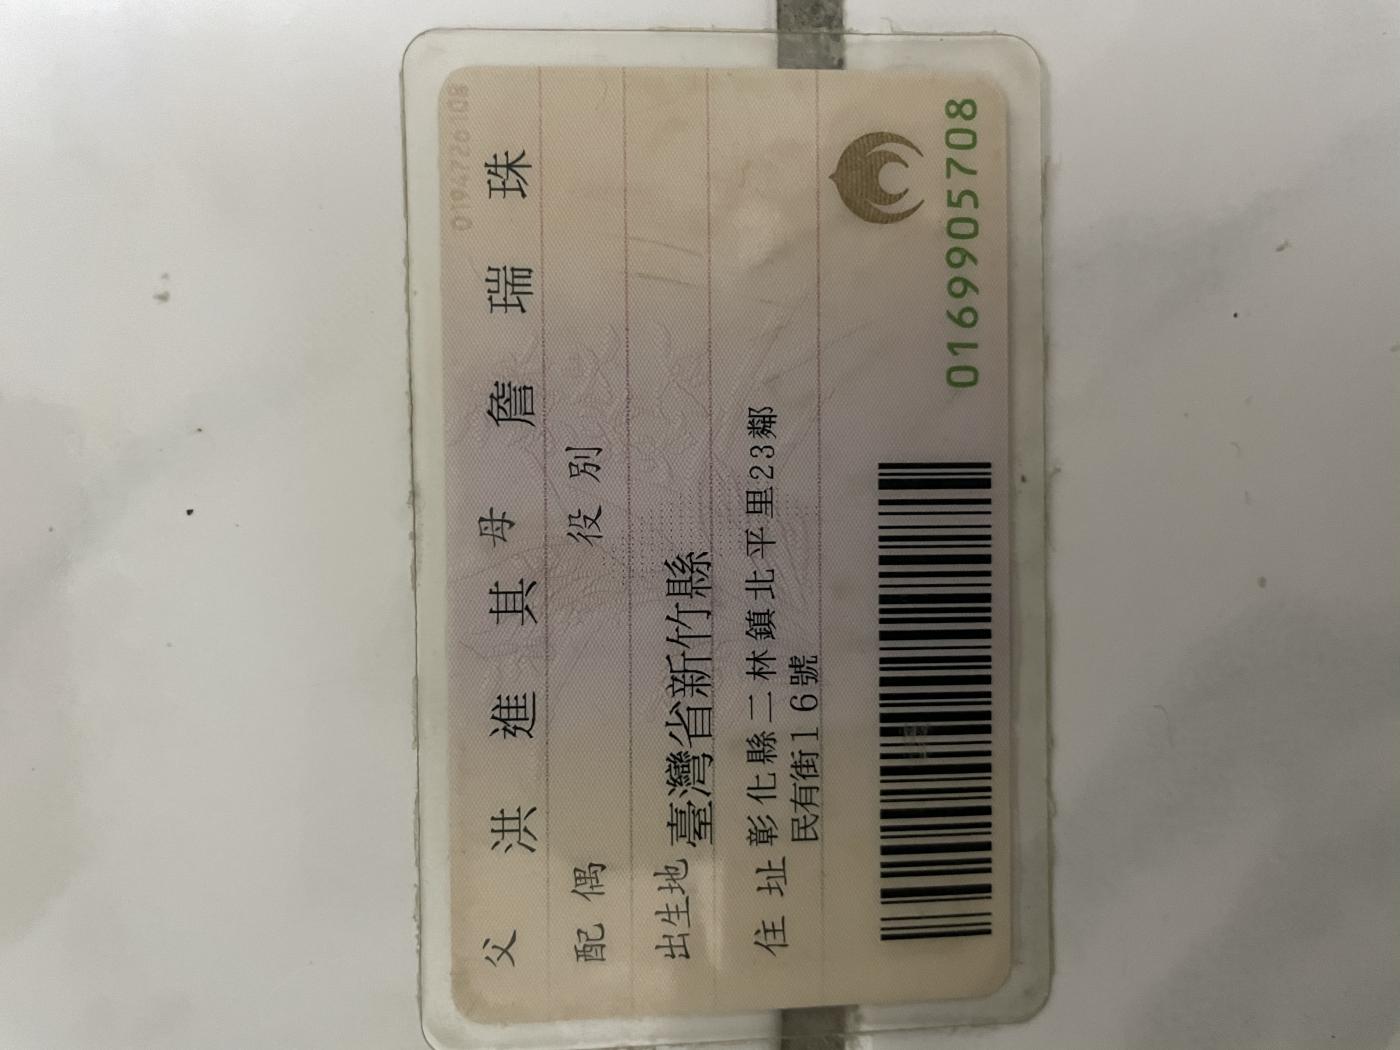 父 洪 進 其 母 詹 瑞 珠
配 偶 役 別
出生地 臺灣省新竹縣
住 址 彰化縣二林鎮北平里23鄰
民有街16號
0169905708